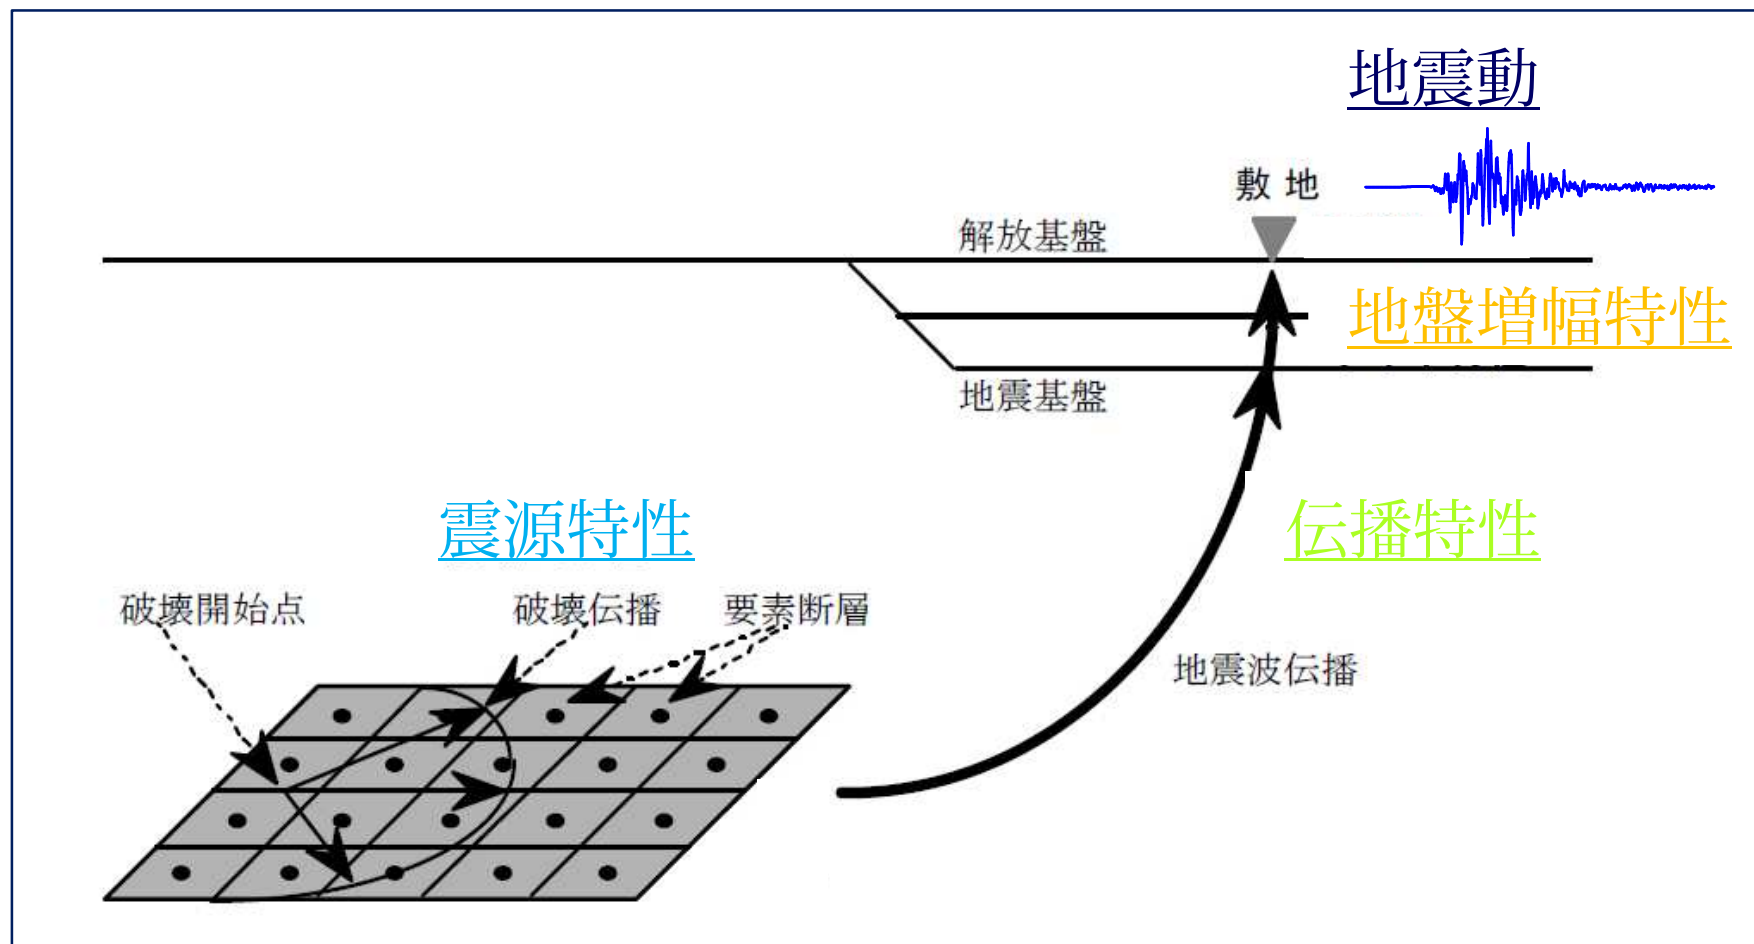 地震動
敷地
解放基盤
地盤増幅特性
地震基盤
震源特性
伝播特性
破壊開始点
破壊伝播
要素断層
地震波伝播